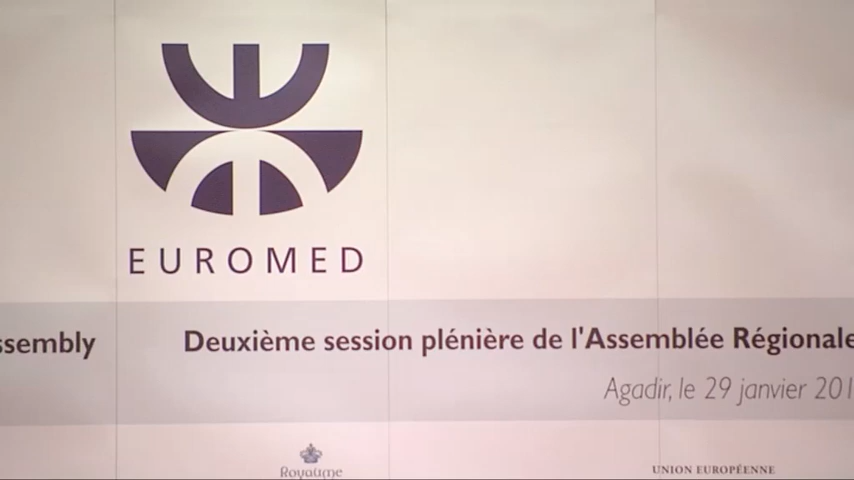 EUROMED
ssembly
Deuxième session plénière de l'Assemblée Régionale
Agadir, le 29 janvier 201
Royaume
UNION EUROPÉENNE